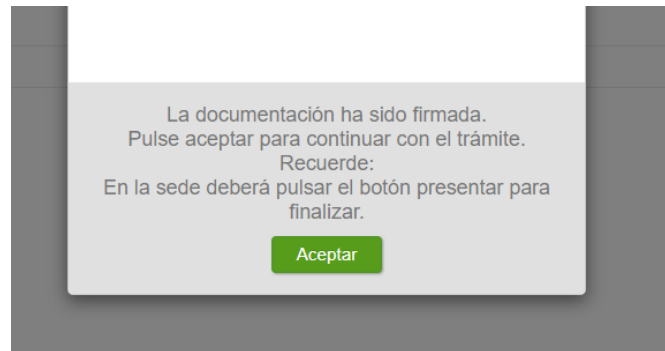 La documentación ha sido firmada.
Pulse aceptar para continuar con el trámite.
Recuerde:
En la sede deberá pulsar el botón presentar para
finalizar.
Aceptar